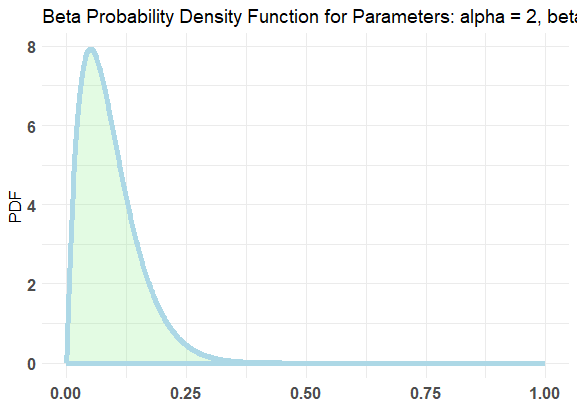 Beta Probability Density Function for Parameters: alpha = 2, beta
8
6
PDF
4
2
0
0.00 0.25 0.50 0.75 1.00